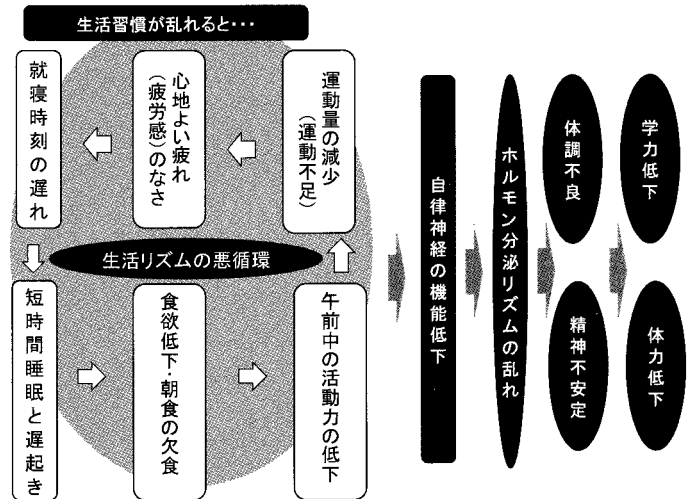 生活習慣が乱れると・・・
就寝時刻の遅れ
心地よい疲れ
（疲労感）のなさ
運動量の減少
（運動不足）
生活リズムの悪循環
短時間睡眠と遅起き
食欲低下・朝食の欠食
午前中の活動力の低下
自律神経の機能低下
ホルモン分泌リズムの乱れ
体調不良
精神不安定
学力低下
体力低下